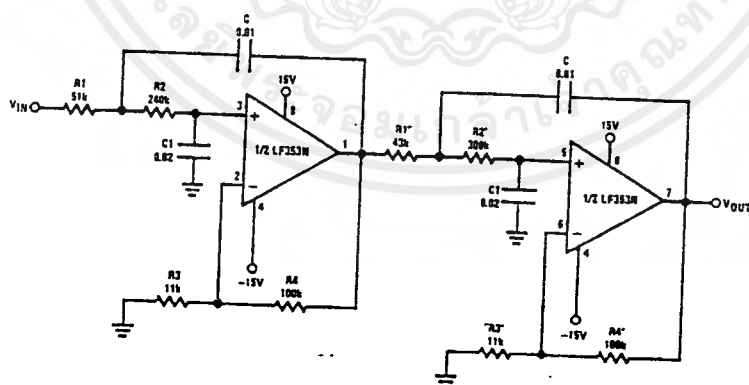 C
0.01
R1
51k
R2
240k
VIN
15V
8
3
+
C1
0.02
1/2 LF353N
1
2
−
4
−15V
R3
11k
R4
100k
C
0.01
R1'
43k
R2'
300k
15V
8
5
+
C1
0.02
1/2 LF353N
7
VOUT
6
−
4
−15V
"R3'
11k
R4'
100k